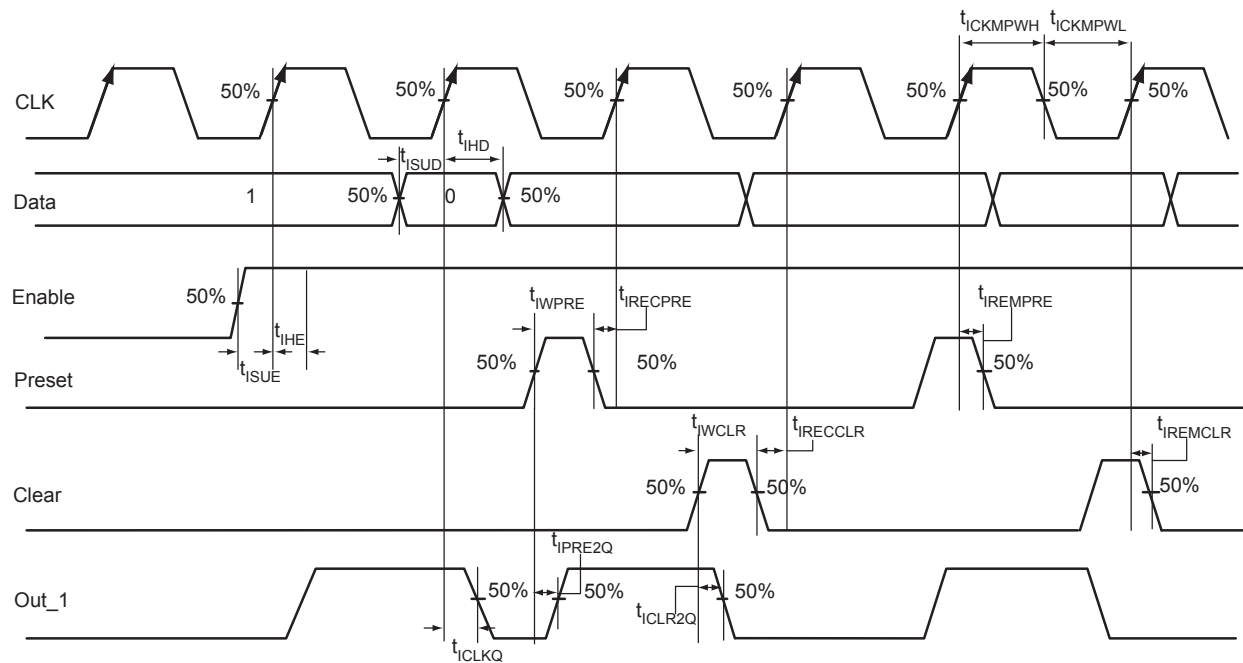 tICKMPWH tICKMPWL
CLK 50% 50% 50% 50% 50% 50% 50%
tISUD tIHD
Data 1 50% 0 50%
Enable 50% tIHE tISUE
tIWPRE tIRECPRE tIREMPRE
Preset 50% 50% 50%
tIWCLR tIRECCLR tIREMCLR
Clear 50% 50% 50%
tIPRE2Q
Out_1 50% 50% tICLR2Q 50%
tICLKQ